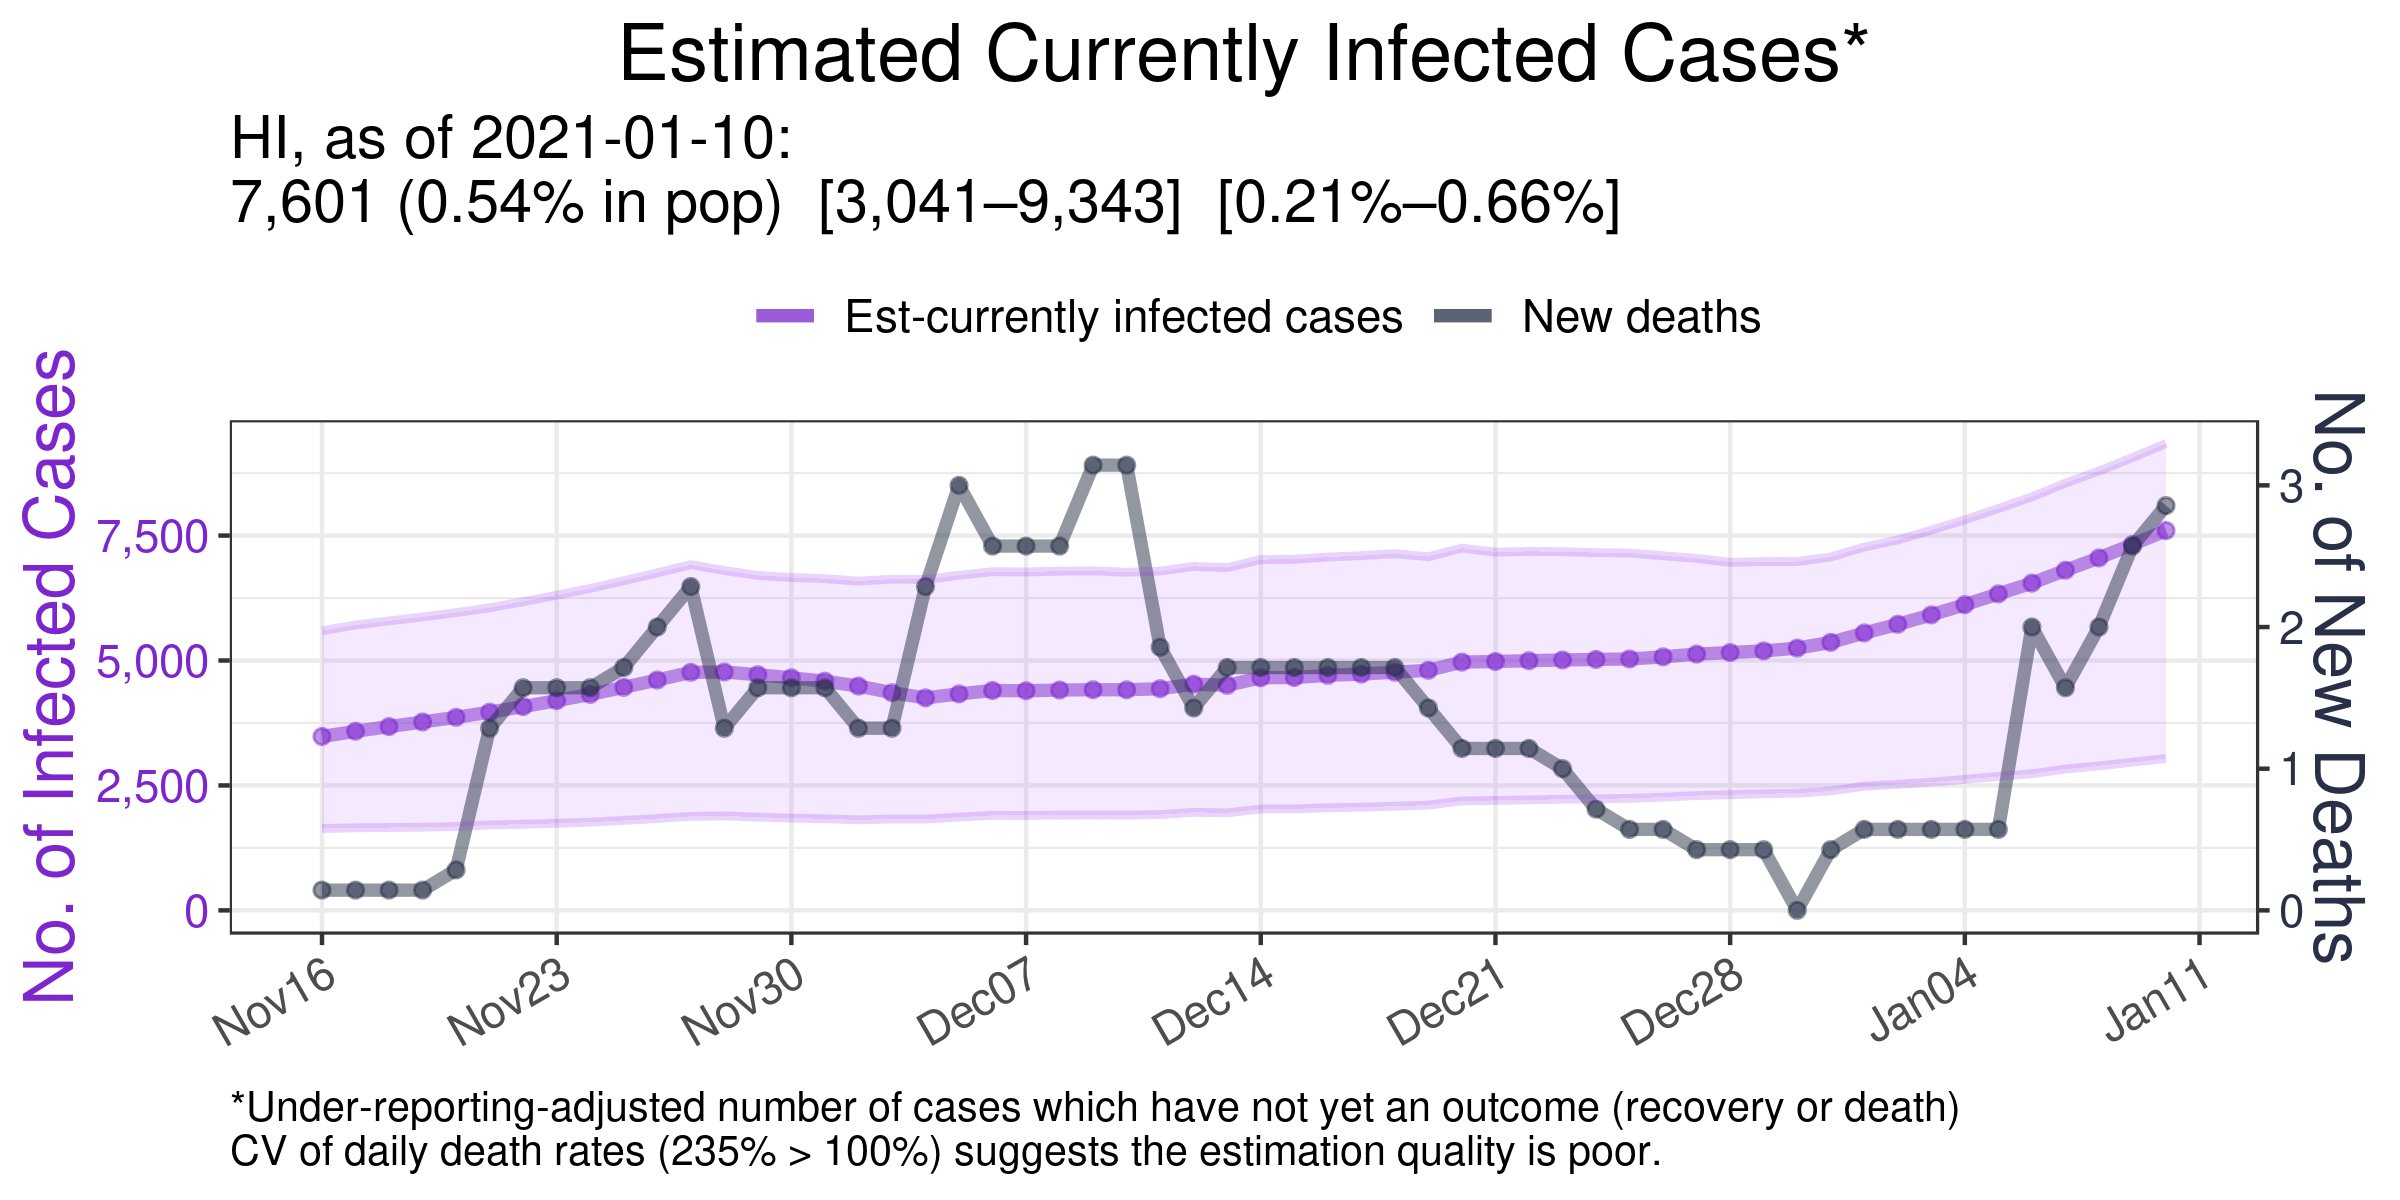 Estimated Currently Infected Cases*
HI, as of 2021-01-10:
7,601 (0.54% in pop)  [3,041–9,343]  [0.21%–0.66%]
Est-currently infected cases
New deaths
No. of Infected Cases
7,500
5,000
2,500
0
3
2
1
0
No. of New Deaths
Nov16
Nov23
Nov30
Dec07
Dec14
Dec21
Dec28
Jan04
Jan11
*Under-reporting-adjusted number of cases which have not yet an outcome (recovery or death)
CV of daily death rates (235% > 100%) suggests the estimation quality is poor.